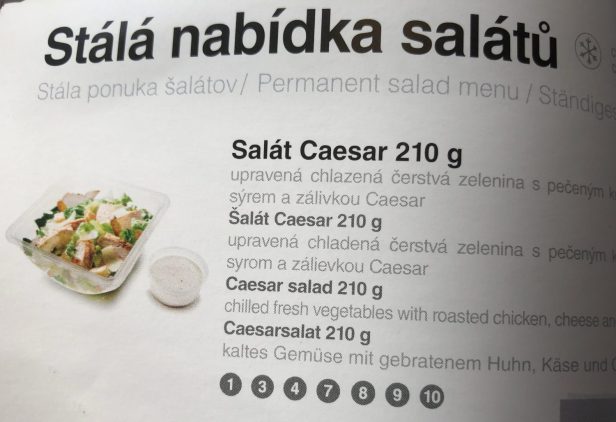 Stálá nabídka salátů
Stála ponuka šalátov / Permanent salad menu / Ständiges
Salát Caesar 210 g
upravená chlazená čerstvá zelenina s pečeným
sýrem a zálivkou Caesar
Šalát Caesar 210 g
upravená chladená čerstvá zelenina s pečeným
syrom a zálievkou Caesar
Caesar salad 210 g
chilled fresh vegetables with roasted chicken, cheese an
Caesarsalat 210 g
kaltes Gemüse mit gebratenem Huhn, Käse und
1 3 4 7 8 9 10